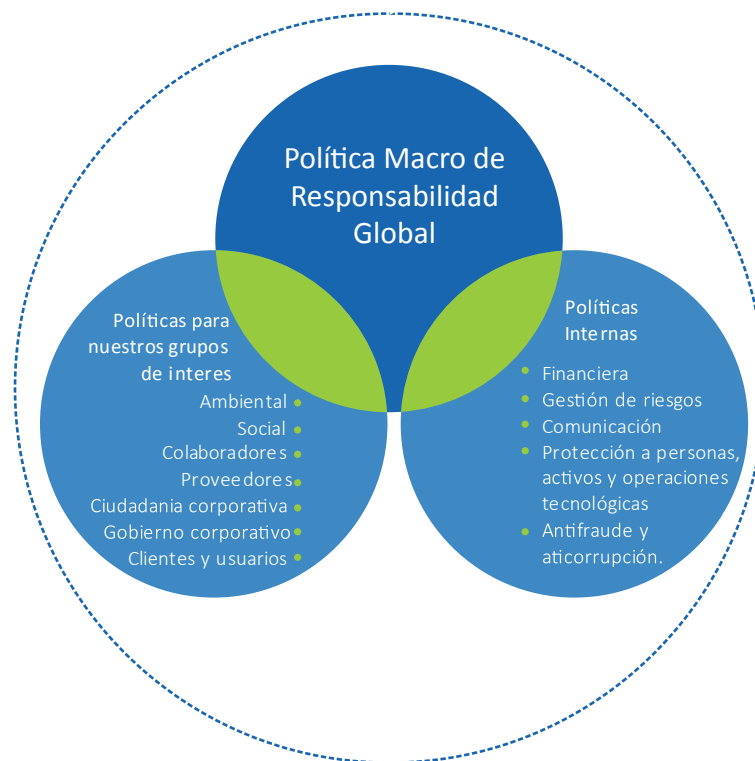 Política Macro de
Responsabilidad
Global
Políticas para
nuestros grupos
de interes
Ambiental
Social
Colaboradores
Proveedores
Ciudadania corporativa
Gobierno corporativo
Clientes y usuarios
Políticas
Internas
Financiera
Gestión de riesgos
Comunicación
Protección a personas,
activos y operaciones
tecnológicas
Antifraude y
aticorrupción.